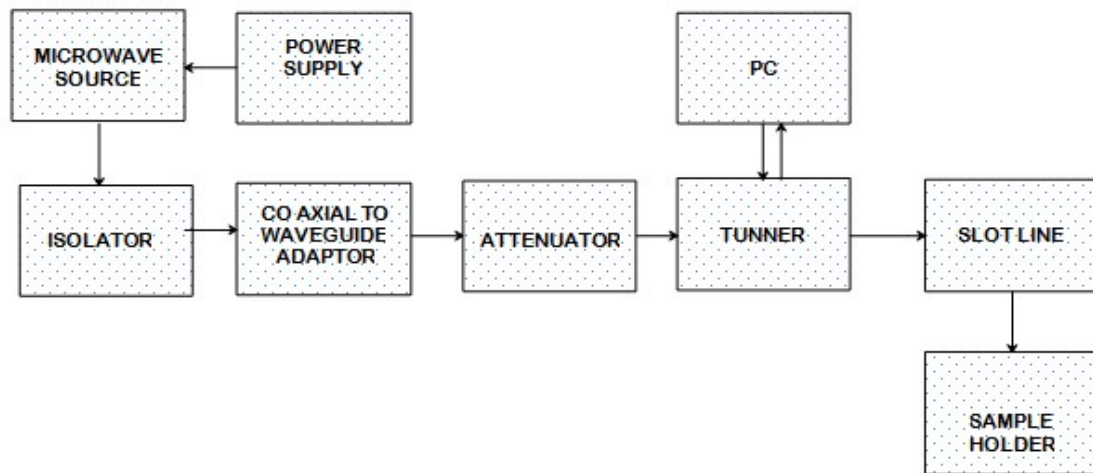 MICROWAVE
SOURCE
POWER
SUPPLY
PC
ISOLATOR
CO AXIAL TO
WAVEGUIDE
ADAPTOR
ATTENUATOR
TUNNER
SLOT LINE
SAMPLE
HOLDER